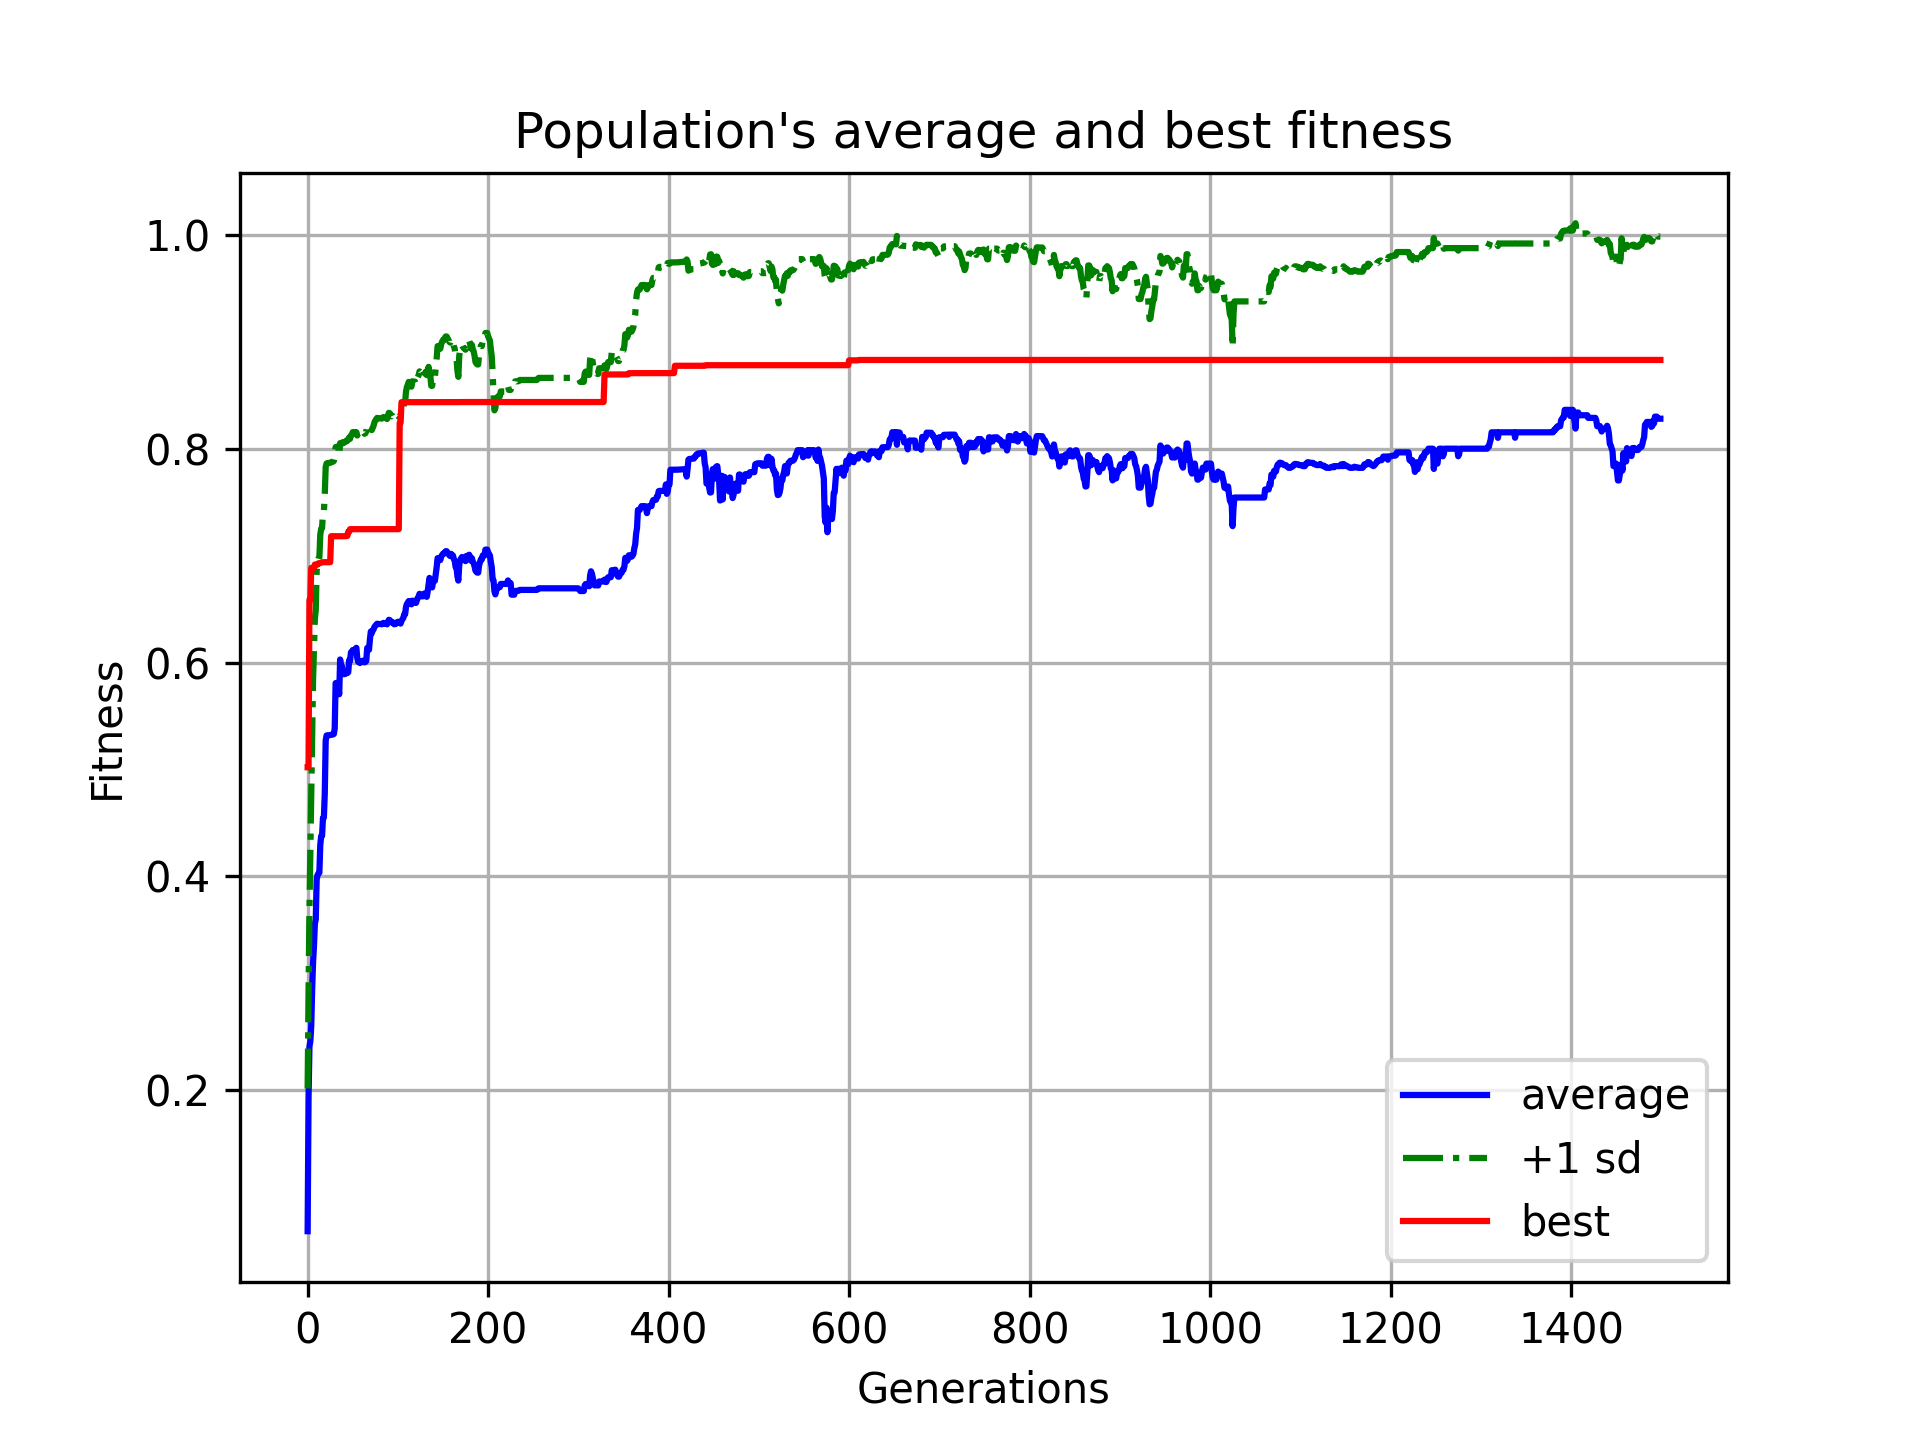 Population's average and best fitness
1.0
0.8
0.6
0.4
0.2
Fitness
average
+1 sd
best
0 200 400 600 800 1000 1200 1400
Generations